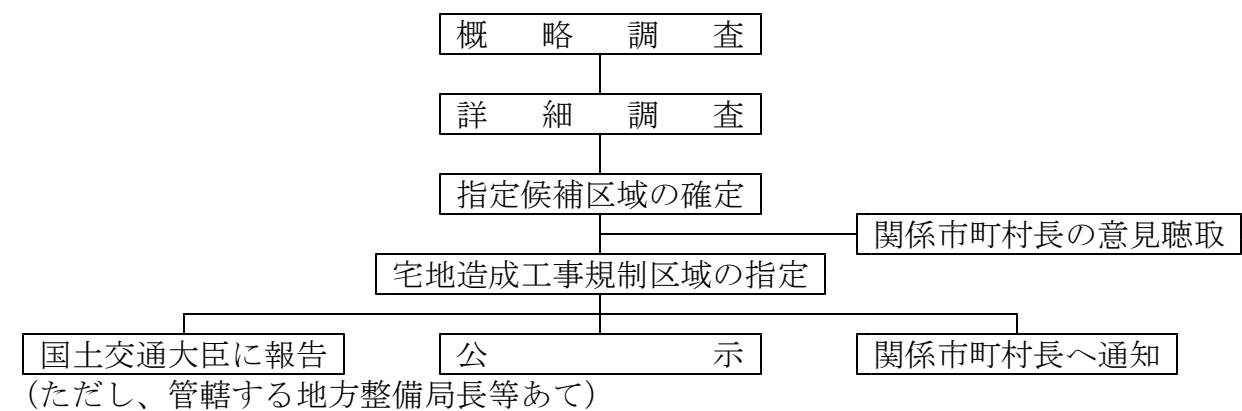 概略調査
詳細調査
指定候補区域の確定
関係市町村長の意見聴取
宅地造成工事規制区域の指定
国土交通大臣に報告
公示
関係市町村長へ通知
(ただし、管轄する地方整備局長等あて)